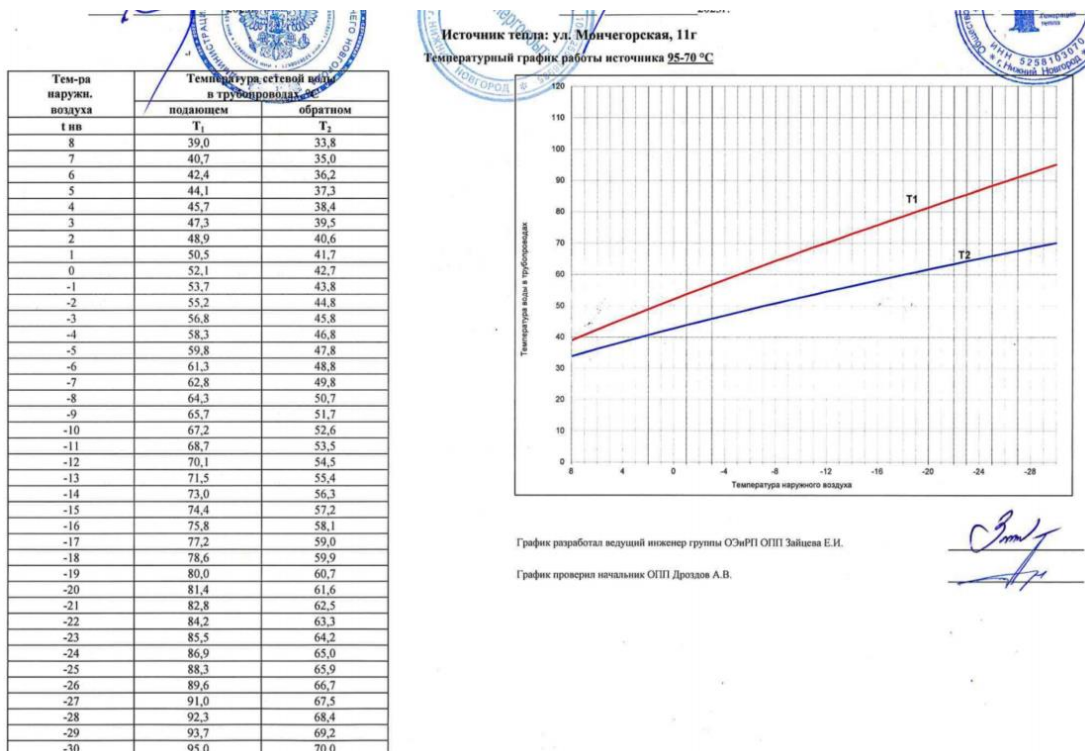 Источник тепла: ул. Мончегорская, 11г
Температурный график работы источника 95-70 °С
Тем-ра наружн. воздуха Температура сетевой воды в трубопроводах, °С
подающем обратном
t нв T₁ T₂
8 39,0 33,8
7 40,7 35,0
6 42,4 36,2
5 44,1 37,3
4 45,7 38,4
3 47,3 39,5
2 48,9 40,6
1 50,5 41,7
0 52,1 42,7
-1 53,7 43,8
-2 55,2 44,8
-3 56,8 45,8
-4 58,3 46,8
-5 59,8 47,8
-6 61,3 48,8
-7 62,8 49,8
-8 64,3 50,7
-9 65,7 51,7
-10 67,2 52,6
-11 68,7 53,5
-12 70,1 54,5
-13 71,5 55,4
-14 73,0 56,3
-15 74,4 57,2
-16 75,8 58,1
-17 77,2 59,0
-18 78,6 59,9
-19 80,0 60,7
-20 81,4 61,6
-21 82,8 62,5
-22 84,2 63,3
-23 85,5 64,2
-24 86,9 65,0
-25 88,3 65,9
-26 89,6 66,7
-27 91,0 67,5
-28 92,3 68,4
-29 93,7 69,2
-30 95,0 70,0
Температура воды в трубопроводах
120
110
100
90
80
70
60
50
40
30
20
10
0
T1
T2
8 4 0 -4 -8 -12 -16 -20 -24 -28
Температура наружного воздуха
График разработал ведущий инженер группы ОЭиРП ОПП Зайцева Е.И.
График проверил начальник ОПП Дроздов А.В.
НОВГОРОД
ИНН 5258103070
г. Нижний Новгород